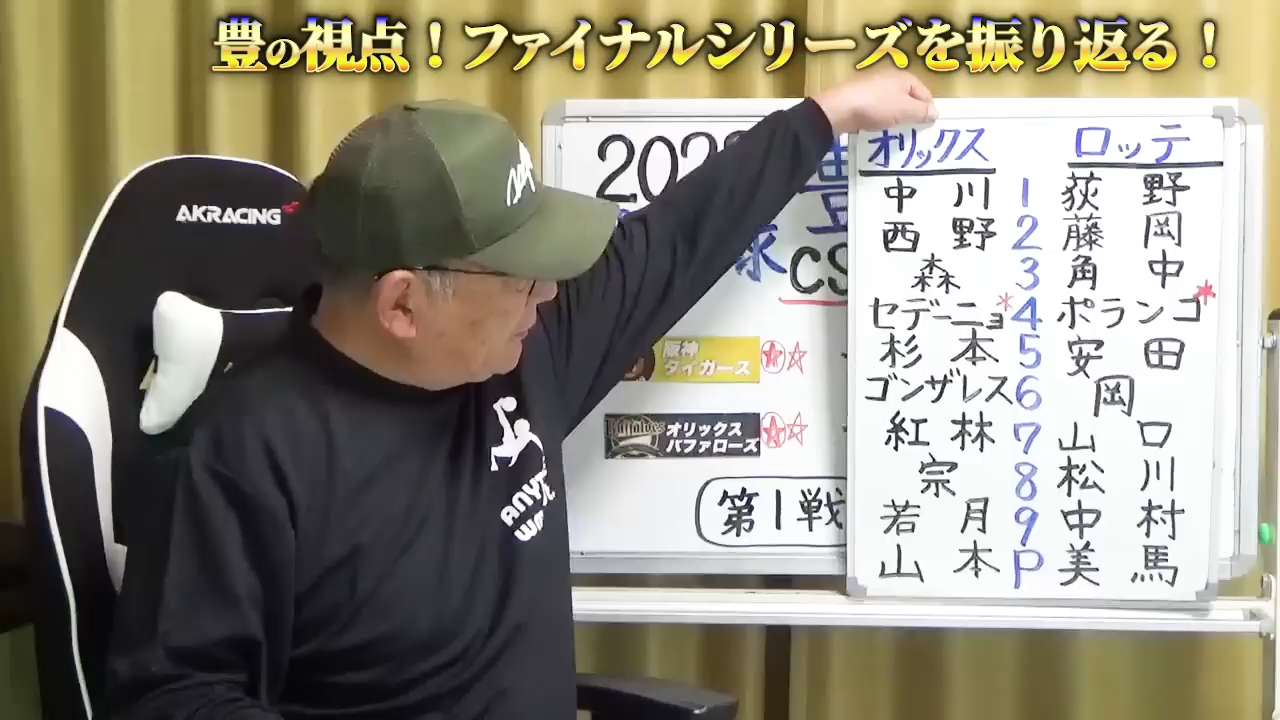 豊の視点！ファイナルシリーズを振り返る！
AKRACING
202
豊
球
CS
阪神
タイガース
Buffaloes
オリックス
バファローズ
第1戦
オリックス ロッテ
中川 1 荻野
西野 2 藤岡
森 3 角中
セデーニョ 4 ポランコ
杉本 5 安田
ゴンザレス 6 岡
紅林 7 山口
宗 8 松川
若月 9 中村
山本 P 美馬